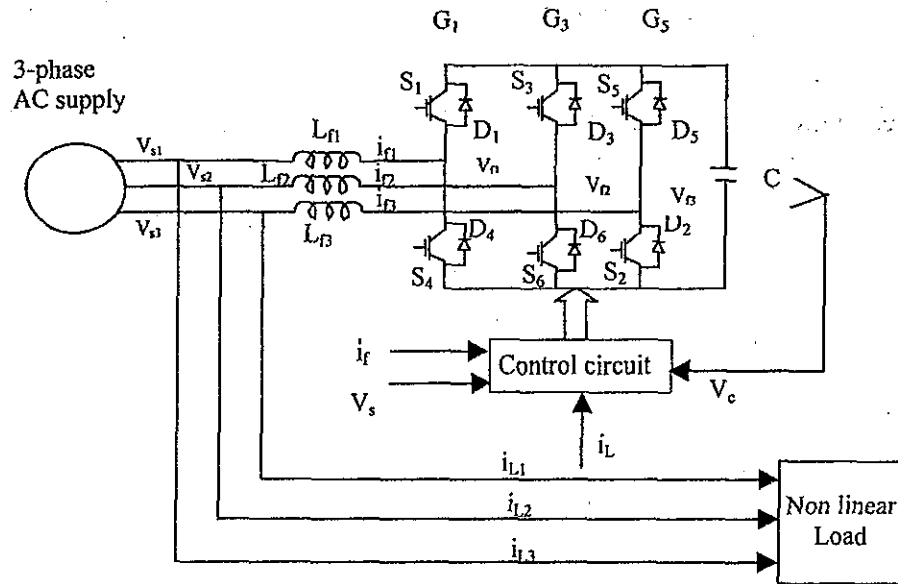 G1 G3 G5
3-phase
AC supply
S1 S3 S5
D1 D3 D5
Lf1 if1 Vf1
Vs1
Vs2 Lf2 if2 Vf2
C
if3 Vf3
Vs3
Lf3
D4 D6 D2
S4 S6 S2
if
Control circuit
Vs
Vc
iL
iL1
iL2
Non linear
Load
iL3